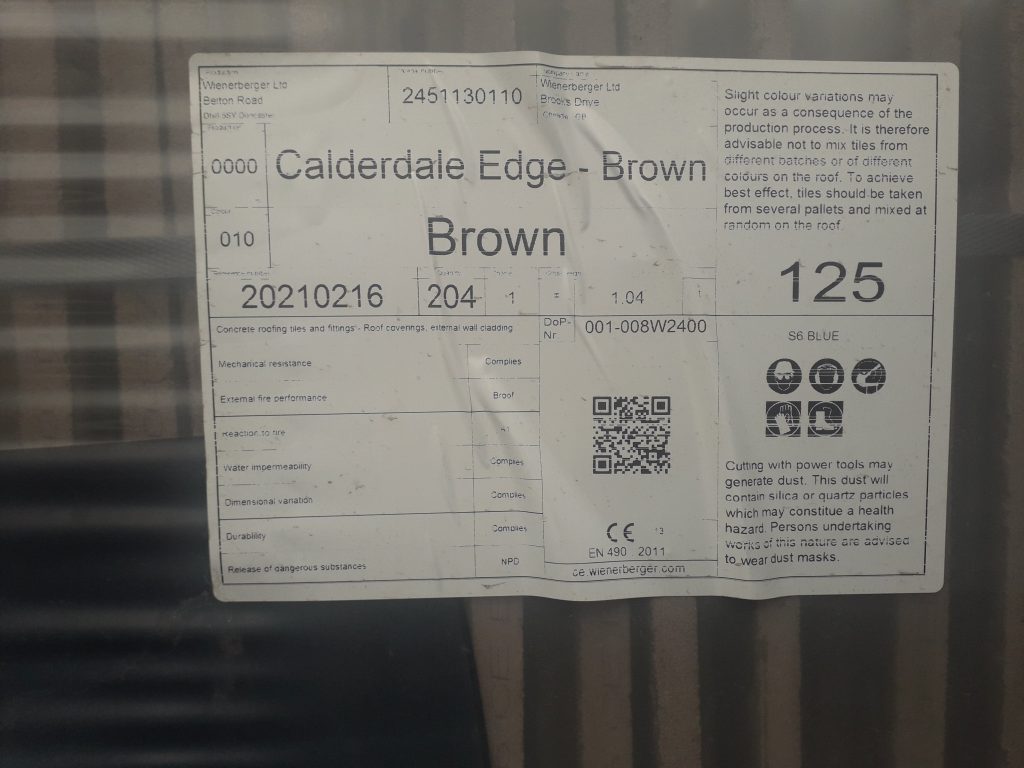 Wienerberger Ltd
Belton Road
2451130110
Wienerberger Ltd
Brooks Drive
0000
Calderdale Edge - Brown
010
Brown
20210216
204
1
1.04
Slight colour variations may
occur as a consequence of the
production process. It is therefore
advisable not to mix tiles from
different batches or of different
colours on the roof. To achieve
best effect, tiles should be taken
from several pallets and mixed at
random on the roof.
125
Concrete roofing tiles and fittings - Roof coverings, external wall cladding
DoP-
Nr
001-008W2400
Mechanical resistance
Complies
External fire performance
Broof
Reaction to fire
Water impermeability
Complies
Dimensional variation
Complies
Durability
Complies
Release of dangerous substances
NPD
CE
EN 490 2011
ce.wienerberger.com
S6 BLUE
Cutting with power tools may
generate dust. This dust will
contain silica or quartz particles
which may constitue a health
hazard. Persons undertaking
works of this nature are advised
to wear dust masks.